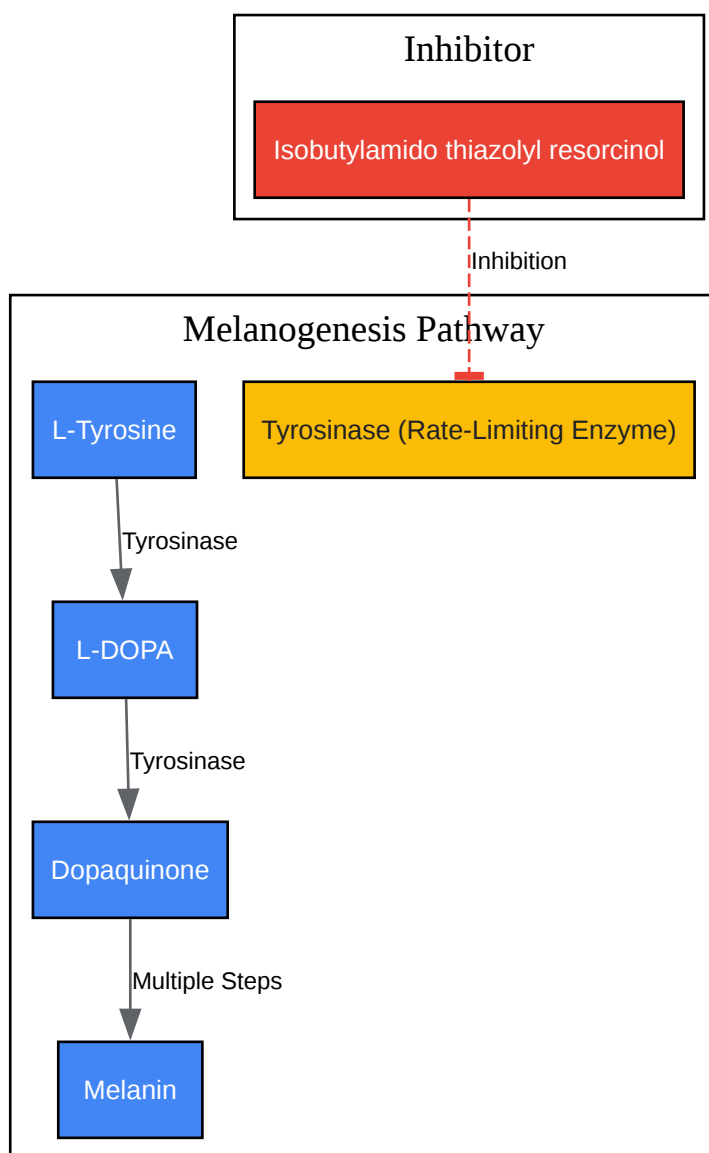 Inhibitor
Isobutylamido thiazolyl resorcinol
Inhibition
Melanogenesis Pathway
L-Tyrosine
Tyrosinase (Rate-Limiting Enzyme)
Tyrosinase
L-DOPA
Tyrosinase
Dopaquinone
Multiple Steps
Melanin